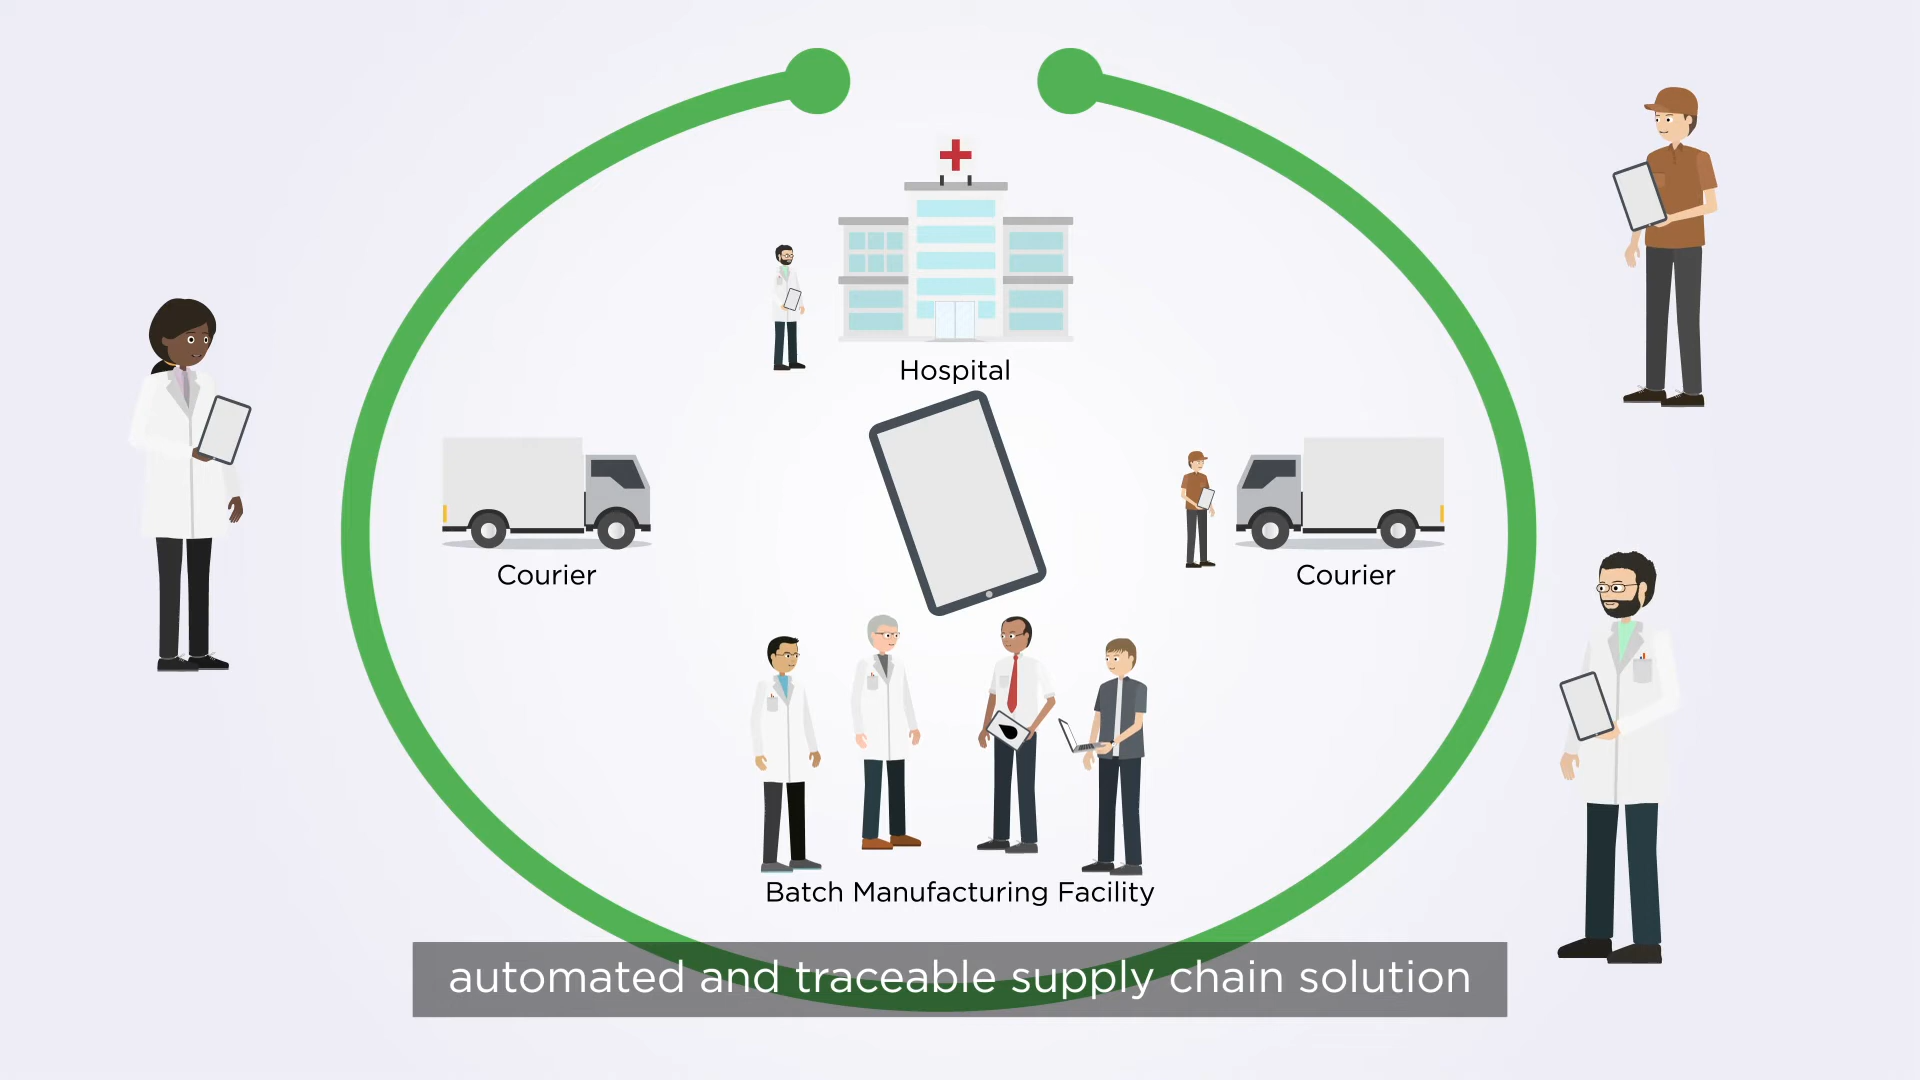 Hospital
Courier
Courier
Batch Manufacturing Facility
automated and traceable supply chain solution